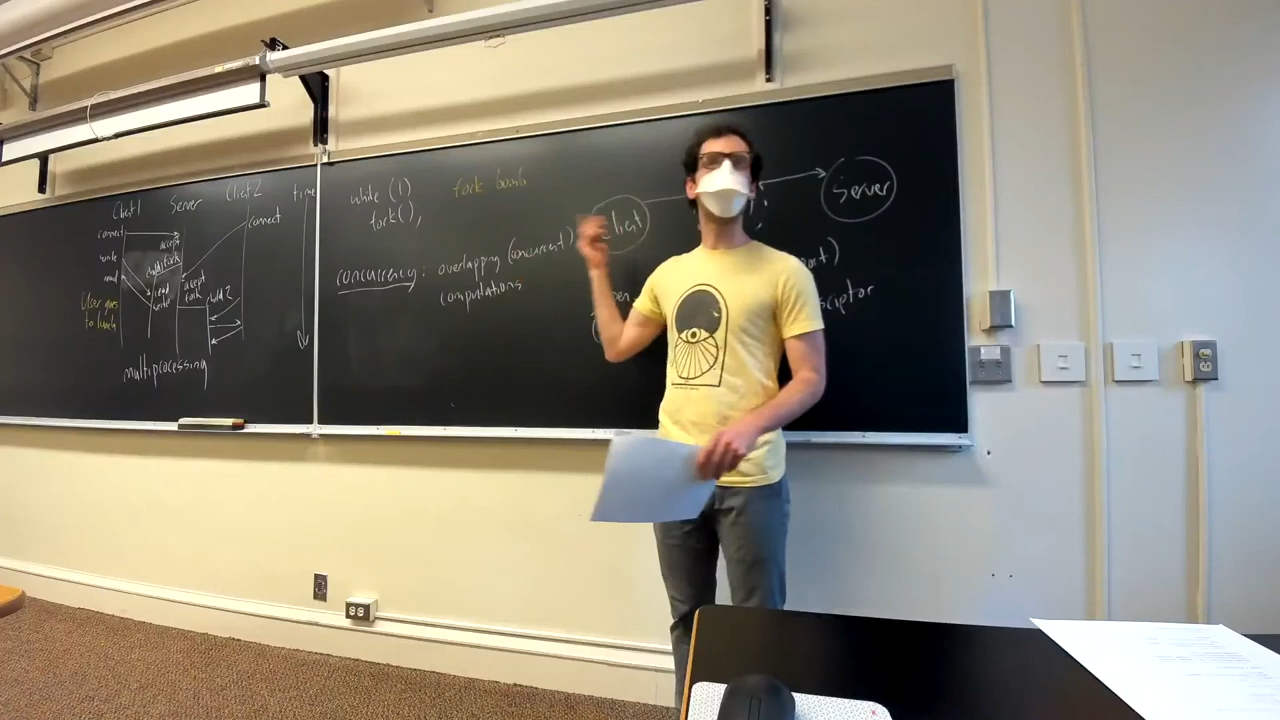 Client 1 Server Client 2 time
connect
connect
accept
write
child 1 fork
read
accept
fork
read
write
child 2
User goes
to lunch
multiprocessing
while (1)
fork();
fork bomb
concurrency: overlapping (concurrent)
computations
Client
Server
open